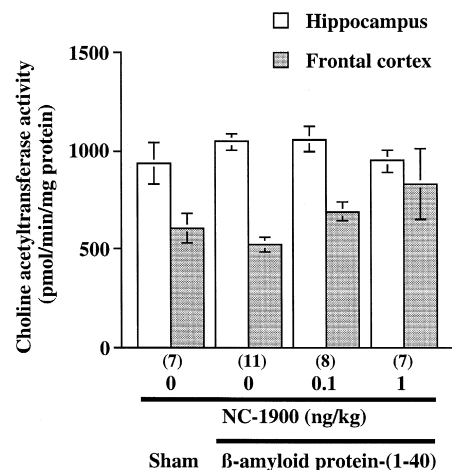 Hippocampus
Frontal cortex
Choline acetyltransferase activity
(pmol/min/mg protein)
1500
1000
500
0
(7) (11) (8) (7)
0 0 0.1 1
NC-1900 (ng/kg)
Sham ß-amyloid protein-(1-40)